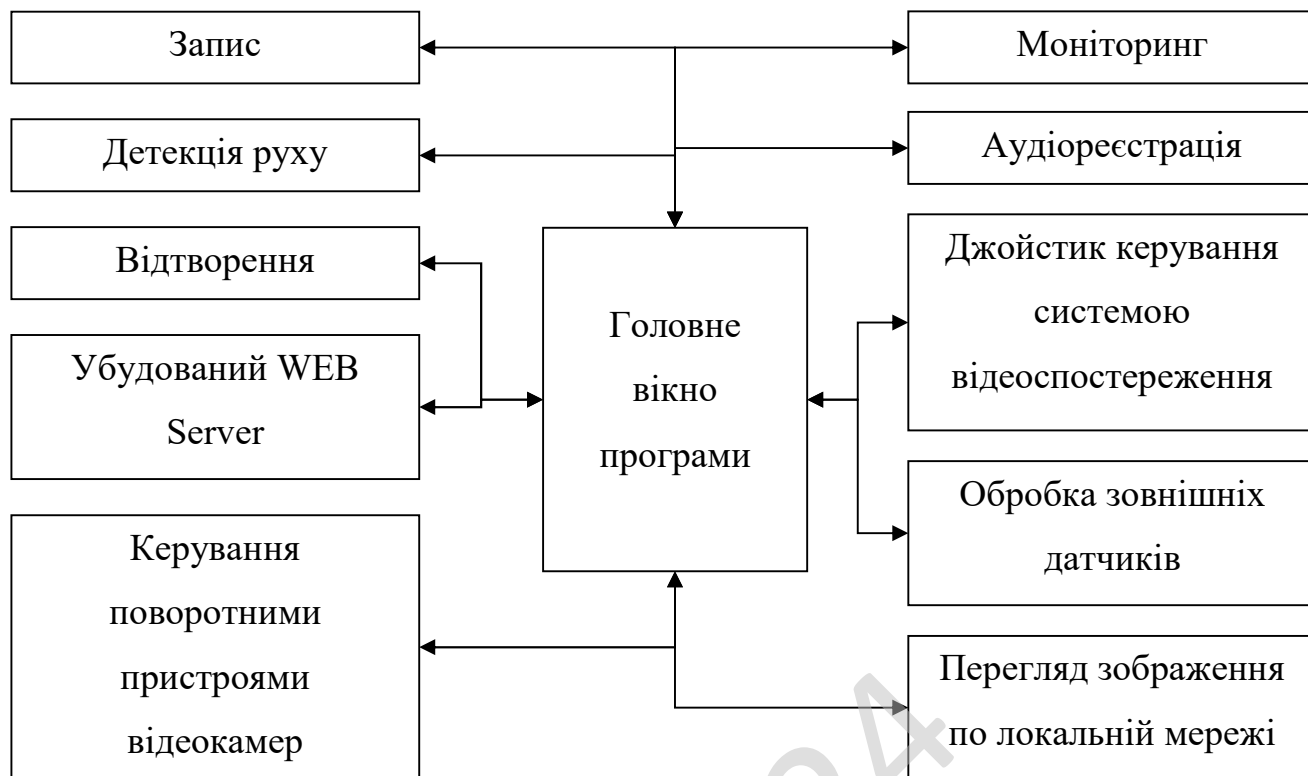 Запис
Моніторинг
Детекція руху
Аудіореєстрація
Відтворення
Джойстик керування
системою
відеоспостереження
Убудований WEB
Server
Головне
вікно
програми
Обробка зовнішніх
датчиків
Керування
поворотними
пристроями
відеокамер
Перегляд зображення
по локальній мережі
24